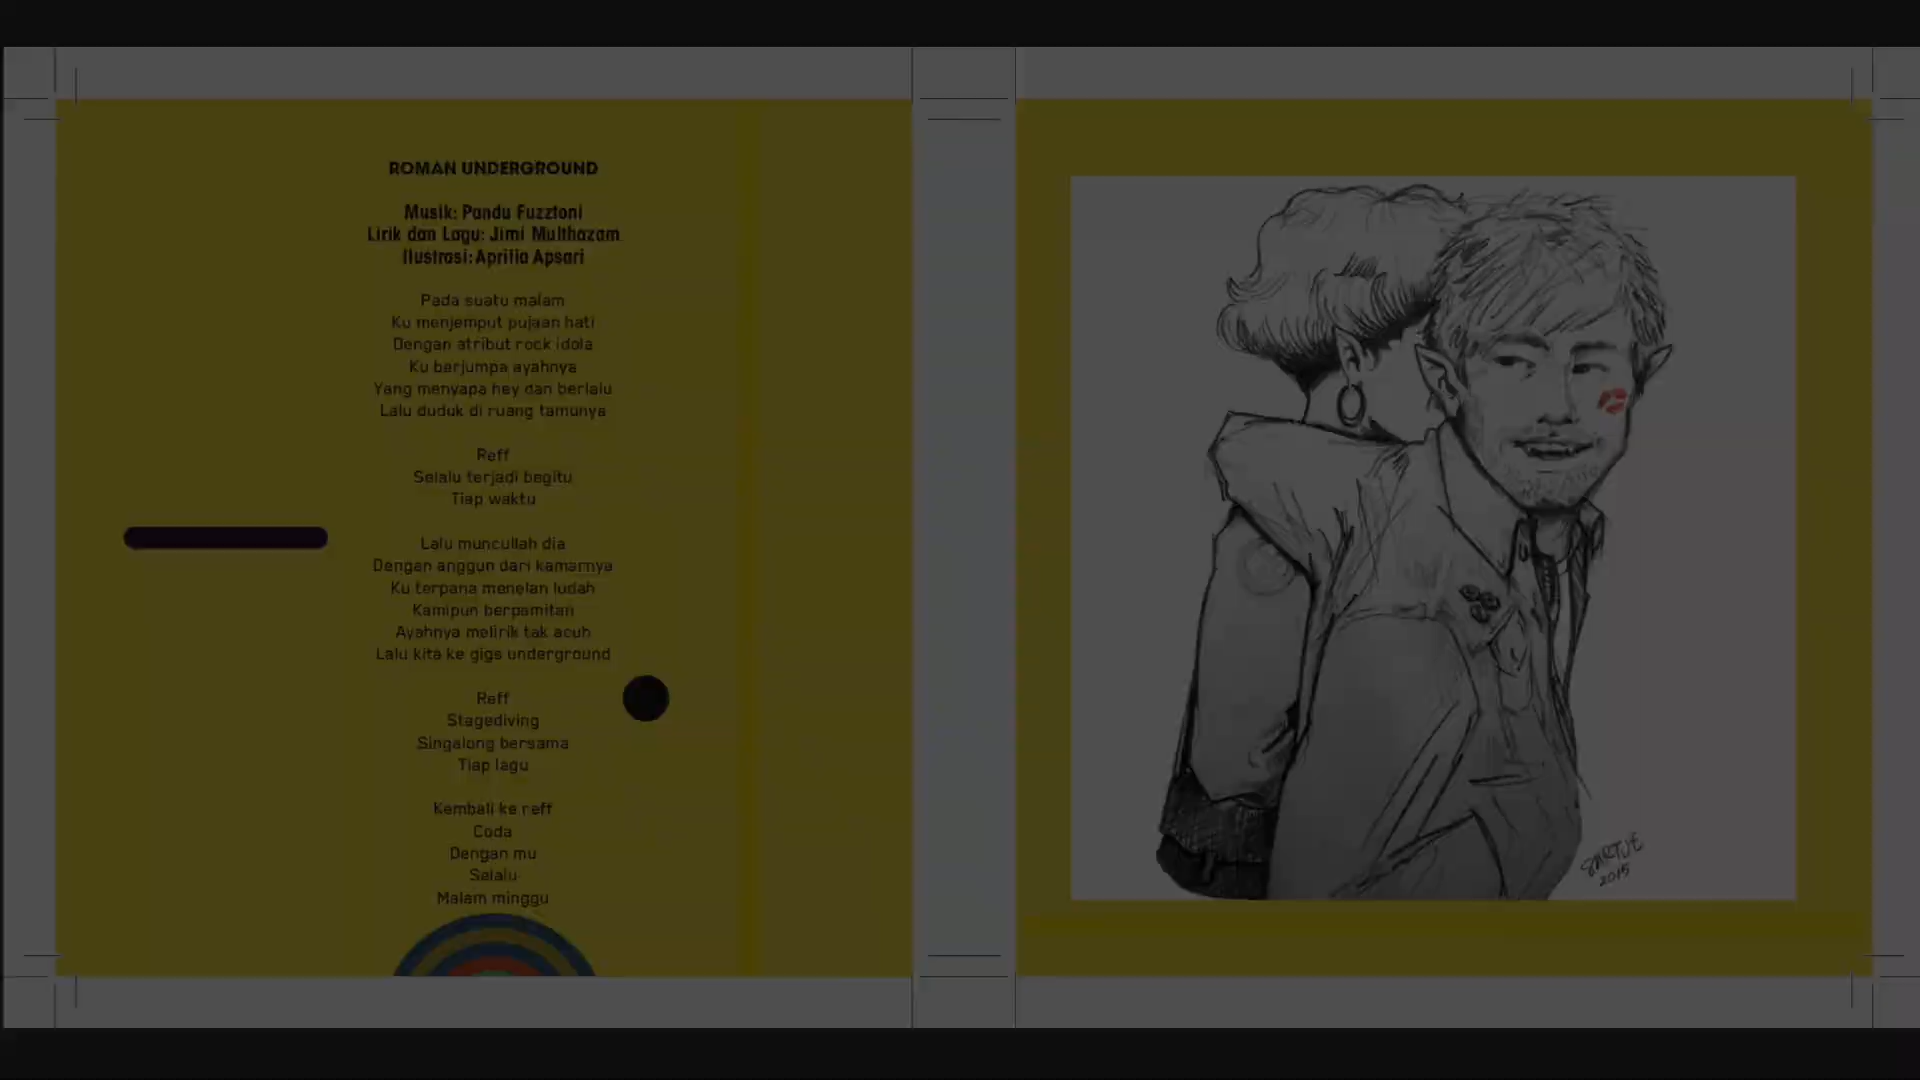 ROMAN UNDERGROUND
Musik: Pandu Fuzztoni
Lirik dan Lagu: Jimi Multhazam
Ilustrasi: Aprilia Apsari
Pada suatu malam
Ku menjemput pujaan hati
Dengan atribut rock idola
Ku berjumpa ayahnya
Yang menyapa hey dan berlalu
Lalu duduk di ruang tamunya
Reff
Selalu terjadi begitu
Tiap waktu
Lalu muncullah dia
Dengan anggun dari kamarnya
Ku terpana menelan ludah
Kamipun berpamitan
Ayahnya melirik tak acuh
Lalu kita ke gigs underground
Reff
Stagediving
Singalong bersama
Tiap lagu
Kembali ke reff
Coda
Dengan mu
Selalu
Malam minggu
SARTUE
2015